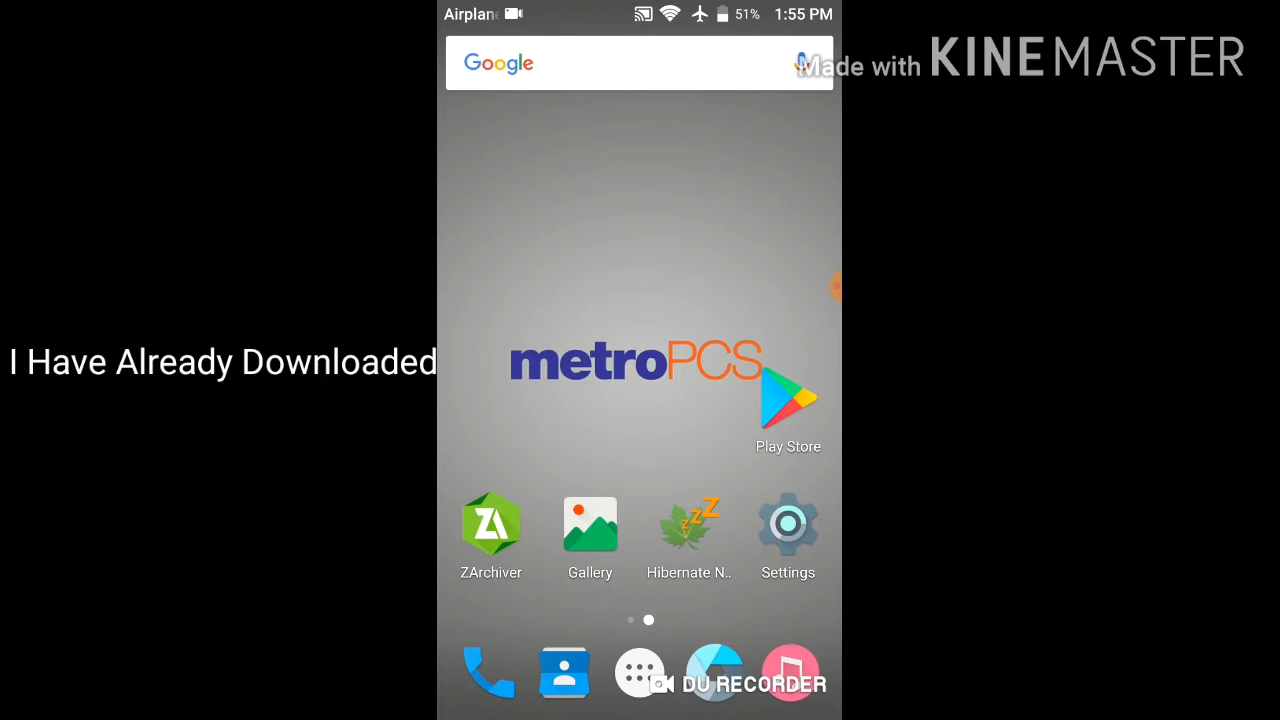 Airplan
51%
1:55 PM
Google
Made with KINEMASTER
I Have Already Downloaded
metroPCS
Play Store
ZArchiver
Gallery
Hibernate N..
Settings
DU RECORDER